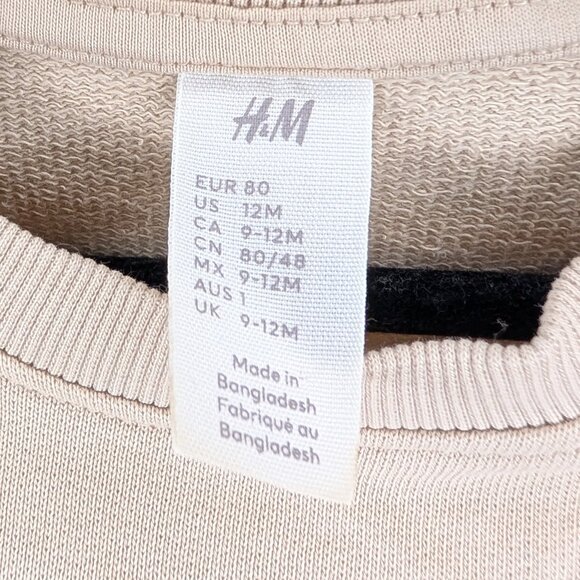 H&M
EUR 80
US 12M
CA 9-12M
CN 80/48
MX 9-12M
AUS 1
UK 9-12M
Made in
Bangladesh
Fabriqué au
Bangladesh